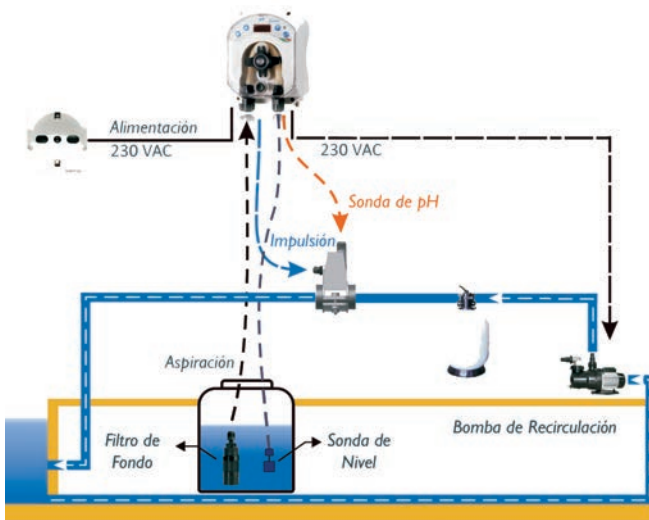 Alimentación
230 VAC
230 VAC
Sonda de pH
Impulsión
Aspiración
Filtro de
Fondo
Sonda de
Nivel
Bomba de Recirculación